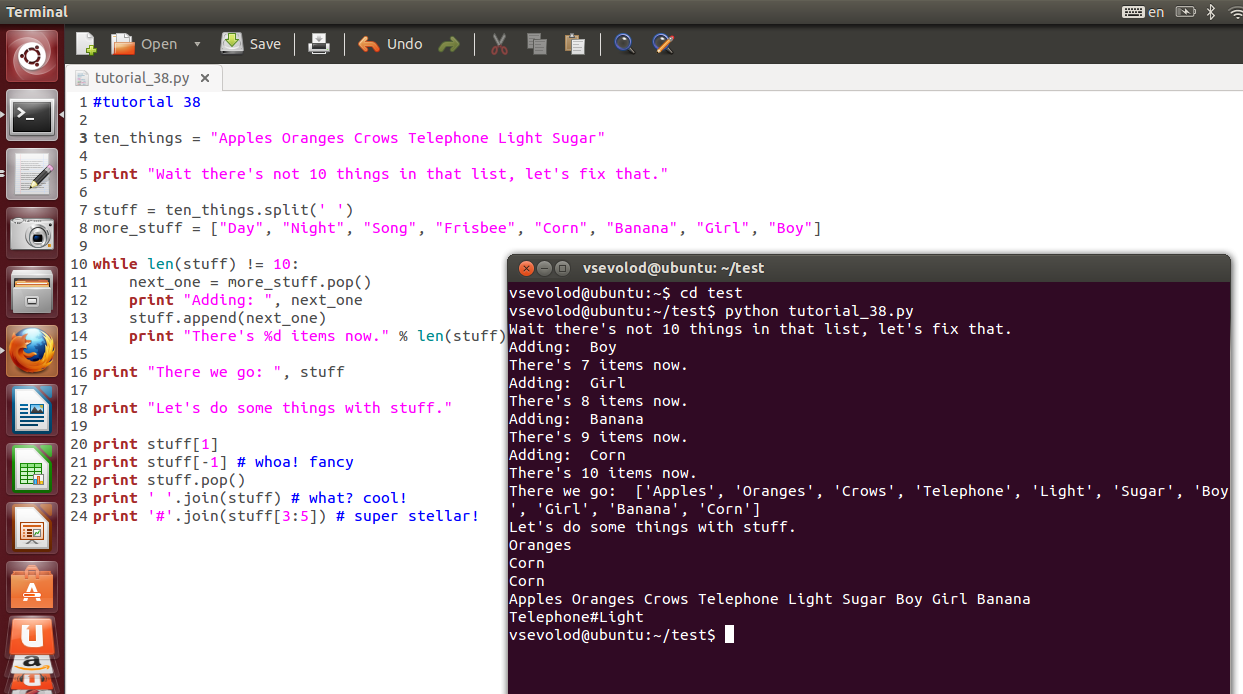 Terminal
en
Open
Save
Undo
tutorial_38.py
1 #tutorial 38
2
3 ten_things = "Apples Oranges Crows Telephone Light Sugar"
4
5 print "Wait there's not 10 things in that list, let's fix that."
6
7 stuff = ten_things.split(' ')
8 more_stuff = ["Day", "Night", "Song", "Frisbee", "Corn", "Banana", "Girl", "Boy"]
9
10 while len(stuff) != 10:
11     next_one = more_stuff.pop()
12     print "Adding: ", next_one
13     stuff.append(next_one)
14     print "There's %d items now." % len(stuff)
15
16 print "There we go: ", stuff
17
18 print "Let's do some things with stuff."
19
20 print stuff[1]
21 print stuff[-1] # whoa! fancy
22 print stuff.pop()
23 print ' '.join(stuff) # what? cool!
24 print '#'.join(stuff[3:5]) # super stellar!
vsevolod@ubuntu: ~/test
vsevolod@ubuntu:~$ cd test
vsevolod@ubuntu:~/test$ python tutorial_38.py
Wait there's not 10 things in that list, let's fix that.
Adding:  Boy
There's 7 items now.
Adding:  Girl
There's 8 items now.
Adding:  Banana
There's 9 items now.
Adding:  Corn
There's 10 items now.
There we go:  ['Apples', 'Oranges', 'Crows', 'Telephone', 'Light', 'Sugar', 'Boy
', 'Girl', 'Banana', 'Corn']
Let's do some things with stuff.
Oranges
Corn
Corn
Apples Oranges Crows Telephone Light Sugar Boy Girl Banana
Telephone#Light
vsevolod@ubuntu:~/test$